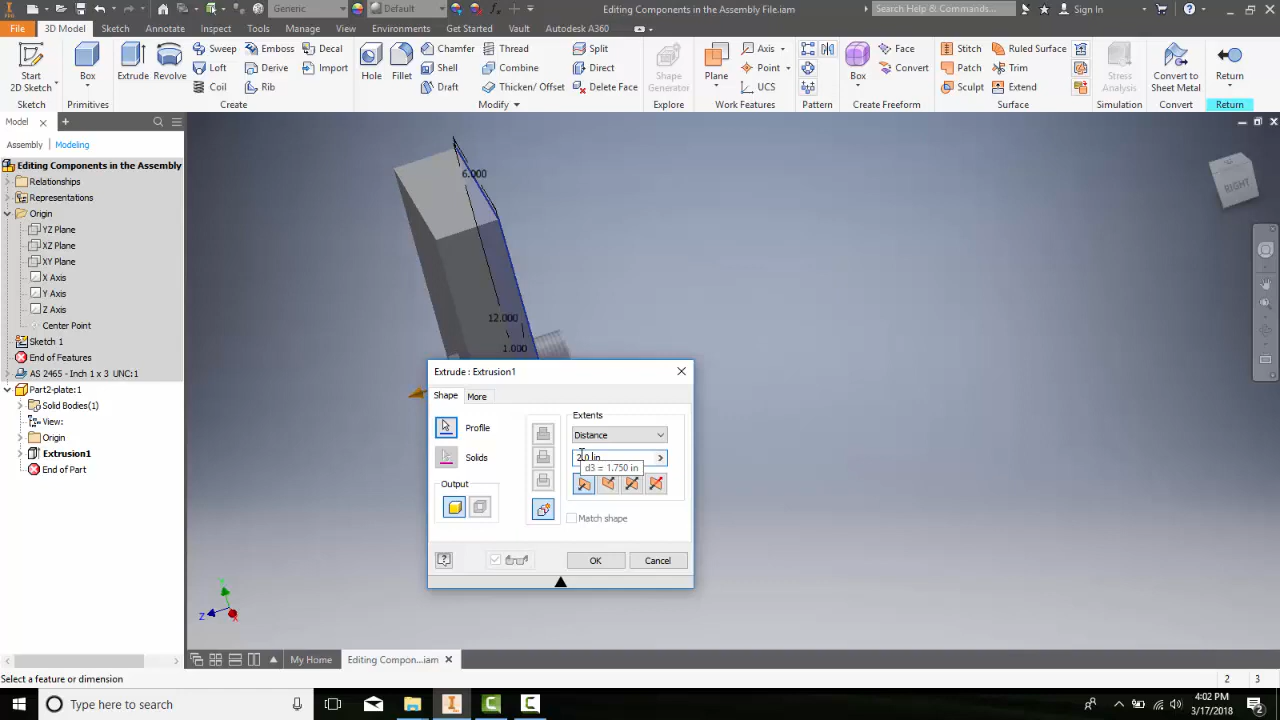 PRO
Generic
Default
Editing Components in the Assembly File.iam
Search Help & Commands...
Sign In
File
3D Model
Sketch
Annotate
Inspect
Tools
Manage
View
Environments
Get Started
Vault
Autodesk A360
Start
2D Sketch
Sketch
Box
Primitives
Extrude
Revolve
Sweep
Loft
Coil
Emboss
Derive
Rib
Decal
Import
Create
Hole
Fillet
Chamfer
Shell
Draft
Thread
Combine
Thicken/ Offset
Split
Direct
Delete Face
Modify
Shape
Generator
Explore
Plane
Axis
Point
UCS
Work Features
Pattern
Box
Face
Convert
Create Freeform
Stitch
Patch
Sculpt
Ruled Surface
Trim
Extend
Surface
Stress
Analysis
Simulation
Convert to
Sheet Metal
Convert
Return
Return
Model
Assembly
Modeling
Editing Components in the Assembly
Relationships
Representations
Origin
YZ Plane
XZ Plane
XY Plane
X Axis
Y Axis
Z Axis
Center Point
Sketch 1
End of Features
AS 2465 - Inch 1 x 3 UNC:1
Part2-plate:1
Solid Bodies(1)
View:
Origin
Extrusion1
End of Part
6.000
12.000
1.000
RIGHT
Extrude : Extrusion1
Shape
More
Profile
Solids
Output
Extents
Distance
2.0 in
d3 = 1.750 in
Match shape
OK
Cancel
Y
Z
X
My Home
Editing Compon...iam
Select a feature or dimension
2
3
Type here to search
4:02 PM
3/17/2018
2